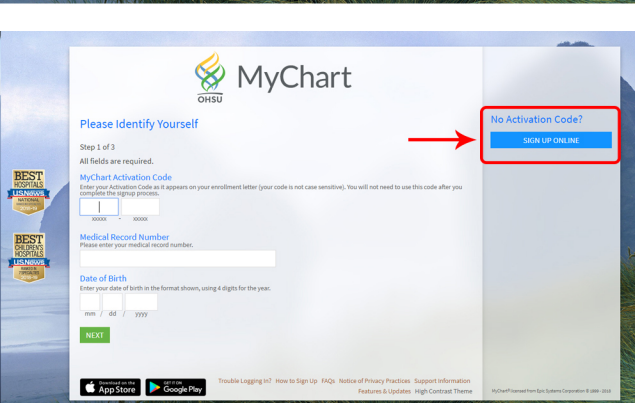 OHSU
MyChart
Please Identify Yourself
Step 1 of 3
All fields are required.
MyChart Activation Code
Enter your Activation Code as it appears on your enrollment letter (your code is not case sensitive). You will not need to use this code after you
complete the signup process.
xxxxx - xxxxx
Medical Record Number
Please enter your medical record number.
Date of Birth
Enter your date of birth in the format shown, using 4 digits for the year.
mm / dd / yyyy
NEXT
No Activation Code?
SIGN UP ONLINE
BEST
HOSPITALS
U.S.News
NATIONAL
BEST
CHILDREN'S
HOSPITALS
U.S.News
Download on the
App Store
GET IT ON
Google Play
Trouble Logging In? How to Sign Up FAQs Notice of Privacy Practices Support Information
Features & Updates High Contrast Theme
MyChart® licensed from Epic Systems Corporation © 1999 - 2018